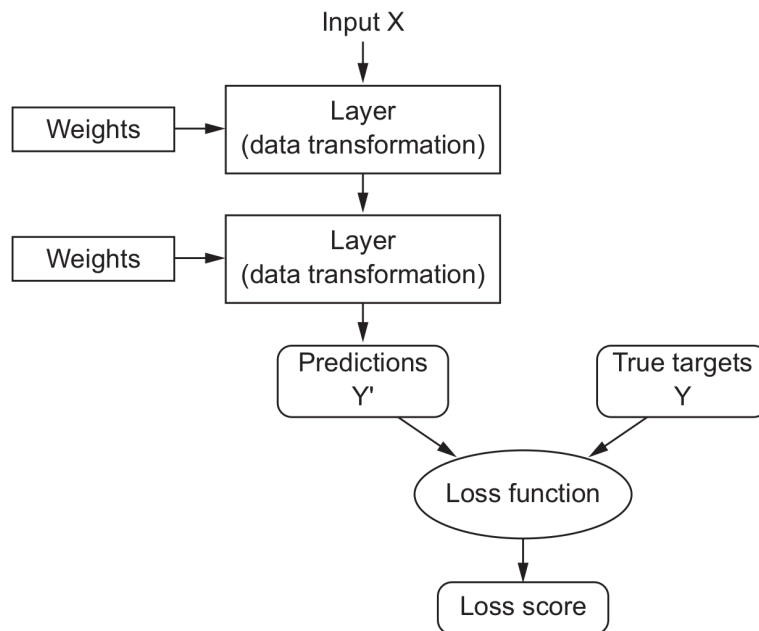 Input X
Weights
Layer
(data transformation)
Weights
Layer
(data transformation)
Predictions
Y'
True targets
Y
Loss function
Loss score